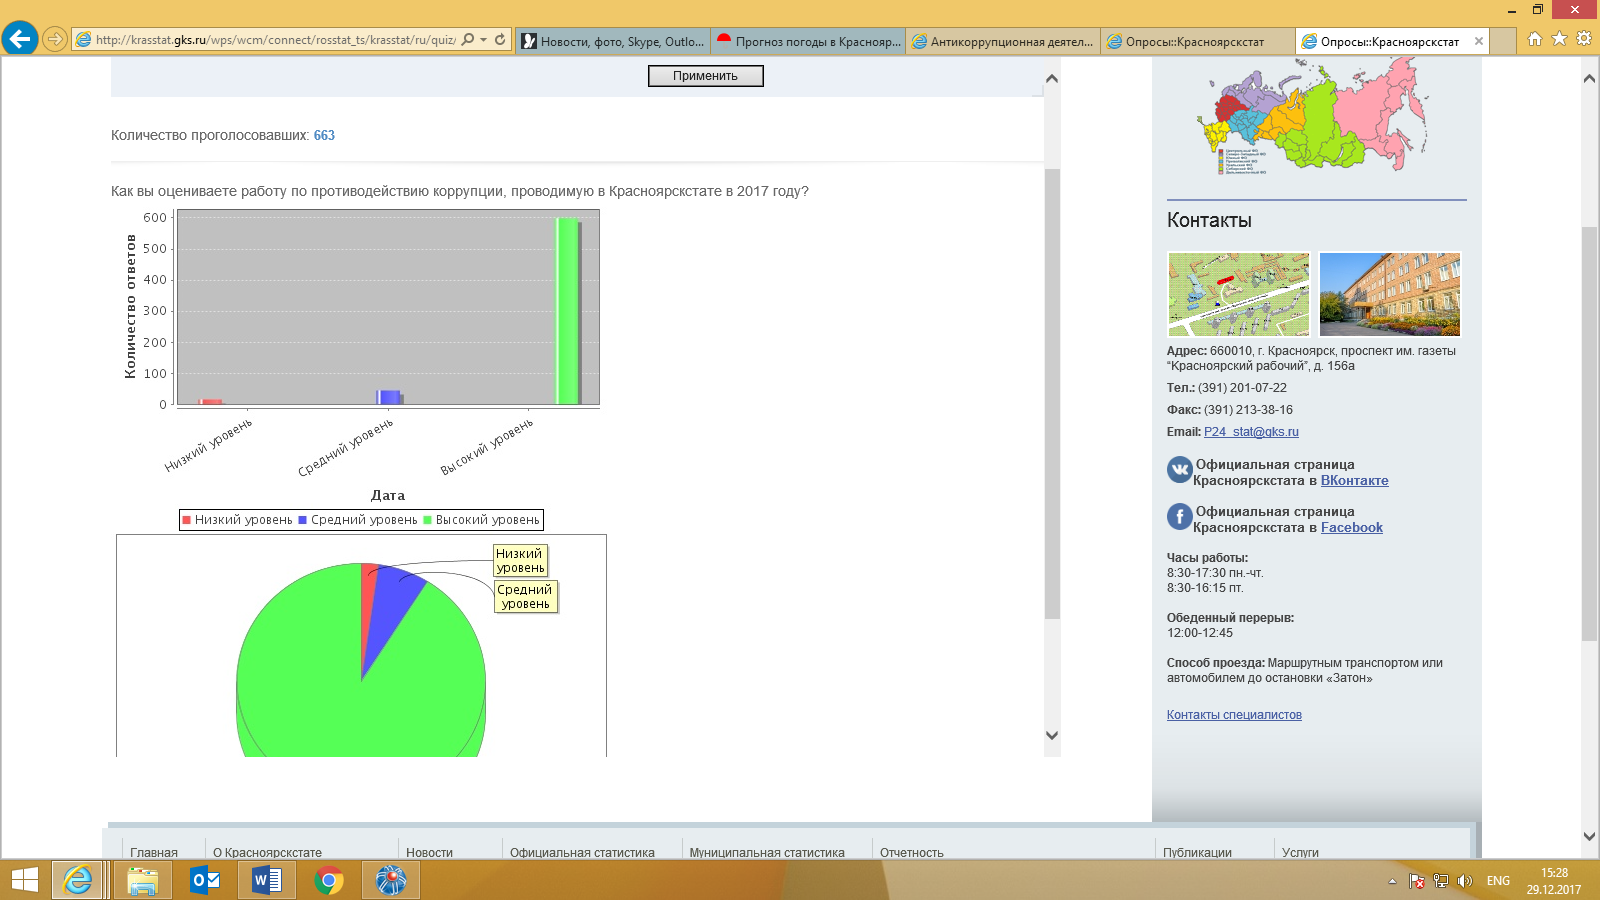 http://krasstat.gks.ru/wps/wcm/connect/rosstat_ts/krasstat/ru/quiz/
Новости, фото, Skype, Outlo...
Прогноз погоды в Краснояр...
Антикоррупционная деятел...
Опросы::Красноярскстат
Опросы::Красноярскстат
Применить
Количество проголосовавших: 663
Как вы оцениваете работу по противодействию коррупции, проводимую в Красноярскстате в 2017 году?
Количество ответов
600
500
400
300
200
100
0
Низкий уровень
Средний уровень
Высокий уровень
Дата
Низкий уровень Средний уровень Высокий уровень
Низкий
уровень
Средний
уровень
Контакты
Адрес: 660010, г. Красноярск, проспект им. газеты
“Красноярский рабочий”, д. 156а
Тел.: (391) 201-07-22
Факс: (391) 213-38-16
Email: P24_stat@gks.ru
Официальная страница
Красноярскстата в ВКонтакте
Официальная страница
Красноярскстата в Facebook
Часы работы:
8:30-17:30 пн.-чт.
8:30-16:15 пт.
Обеденный перерыв:
12:00-12:45
Способ проезда: Маршрутным транспортом или
автомобилем до остановки «Затон»
Контакты специалистов
Главная
О Красноярскстате
Новости
Официальная статистика
Муниципальная статистика
Отчетность
Публикации
Услуги
ENG
15:28
29.12.2017